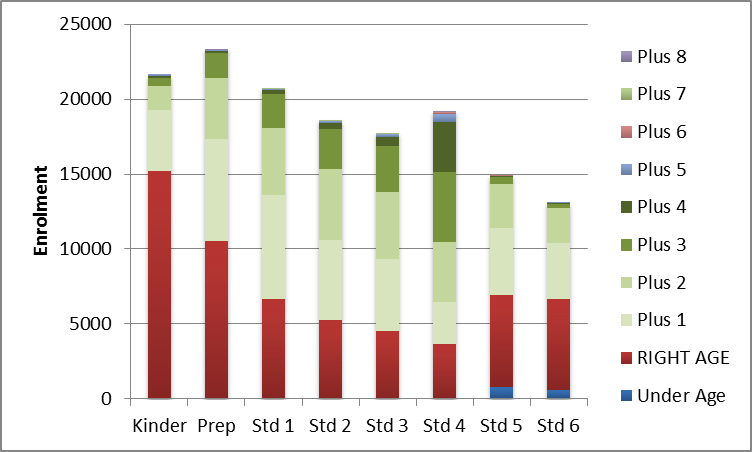 25000
20000
15000
10000
5000
0
Enrolment
Kinder Prep Std 1 Std 2 Std 3 Std 4 Std 5 Std 6
Plus 8
Plus 7
Plus 6
Plus 5
Plus 4
Plus 3
Plus 2
Plus 1
RIGHT AGE
Under Age